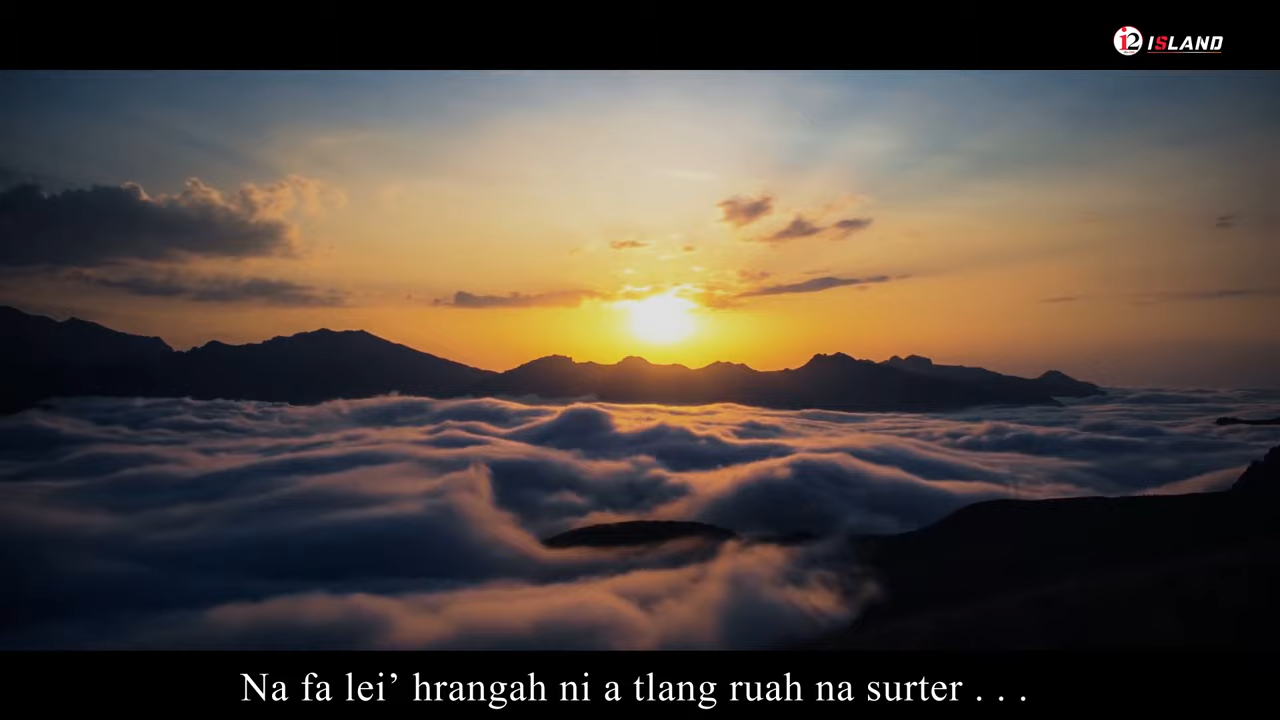 i2 ISLAND
Na fa lei’ hrangah ni a tlang ruah na surter . . .